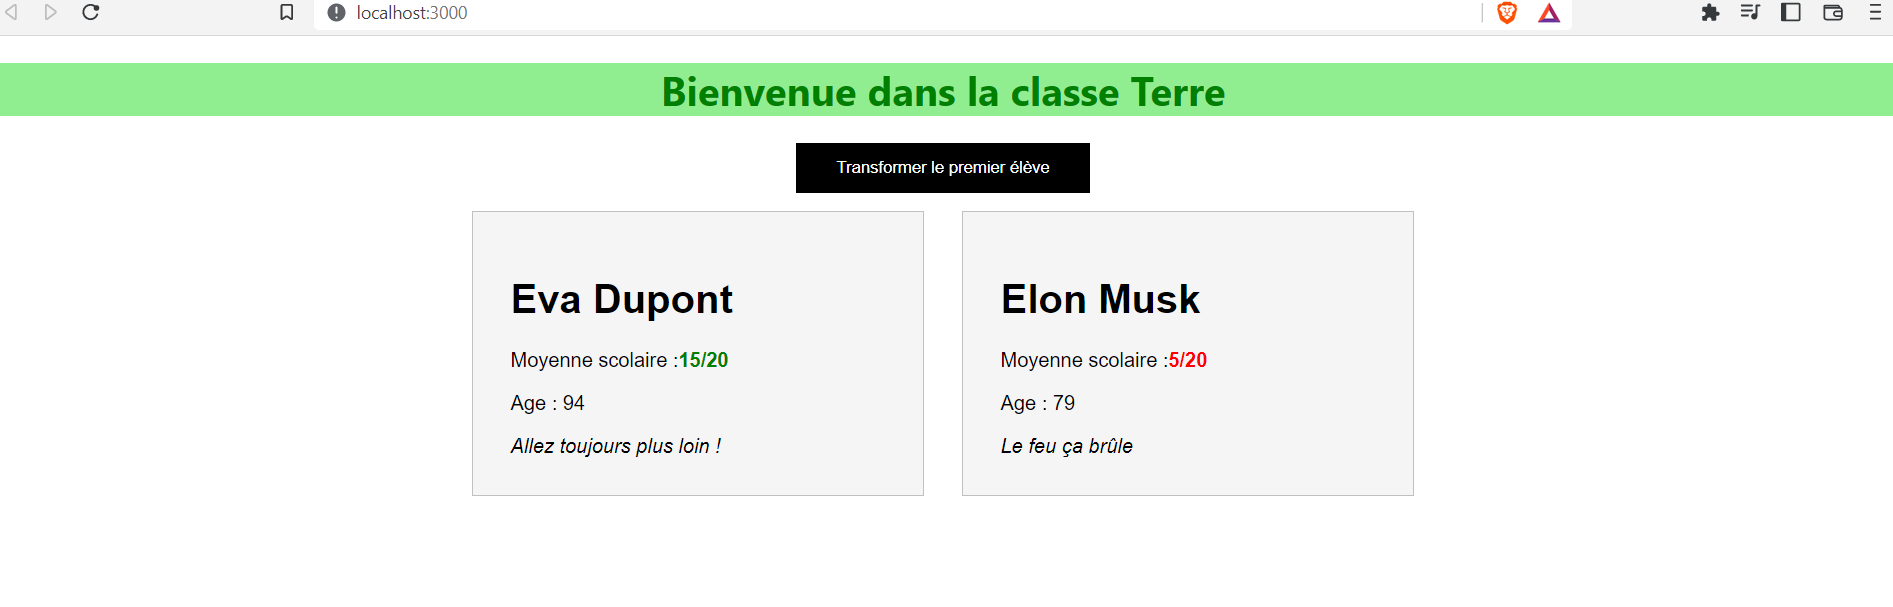 localhost:3000
Bienvenue dans la classe Terre
Transformer le premier élève
Eva Dupont
Moyenne scolaire :15/20
Age : 94
Allez toujours plus loin !
Elon Musk
Moyenne scolaire :5/20
Age : 79
Le feu ça brûle